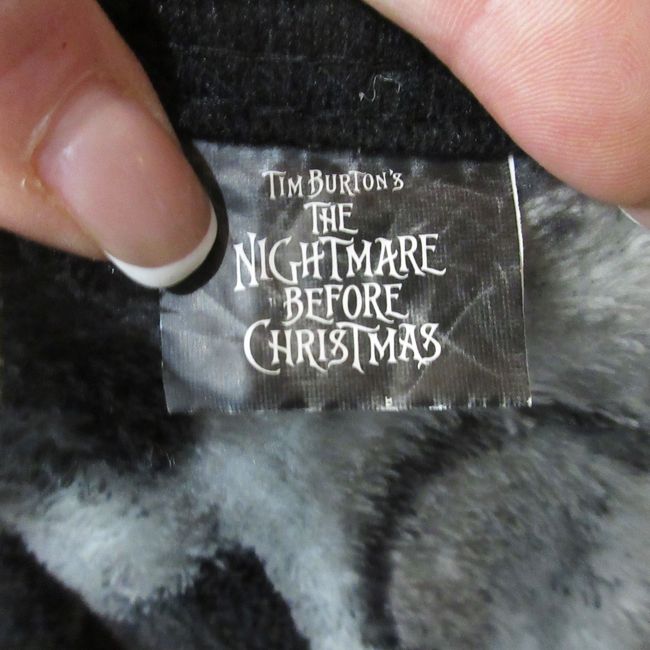 TIM BURTON'S
THE
NIGHTMARE
BEFORE
CHRISTMAS